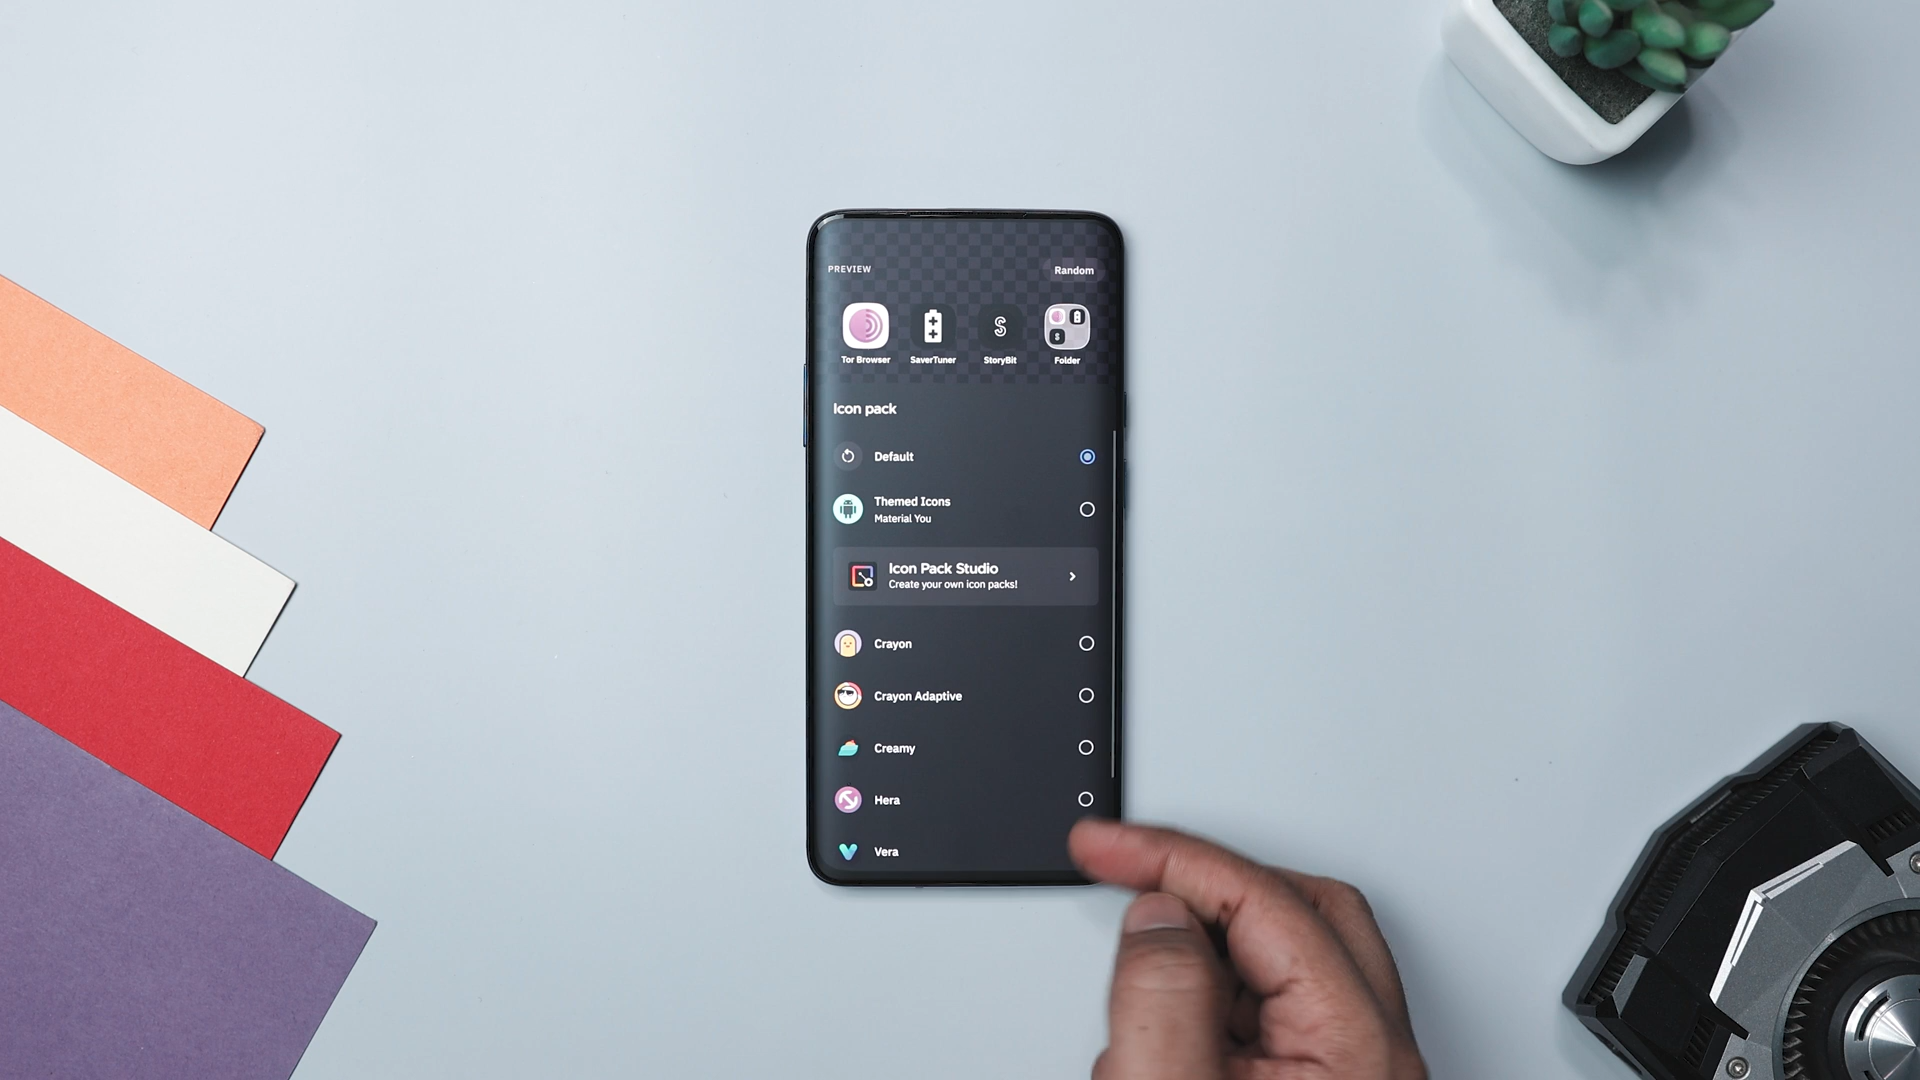 PREVIEW
Random
Tor Browser
SaverTuner
StoryBit
Folder
Icon pack
Default
Themed Icons
Material You
Icon Pack Studio
Create your own icon packs!
Crayon
Crayon Adaptive
Creamy
Hera
Vera